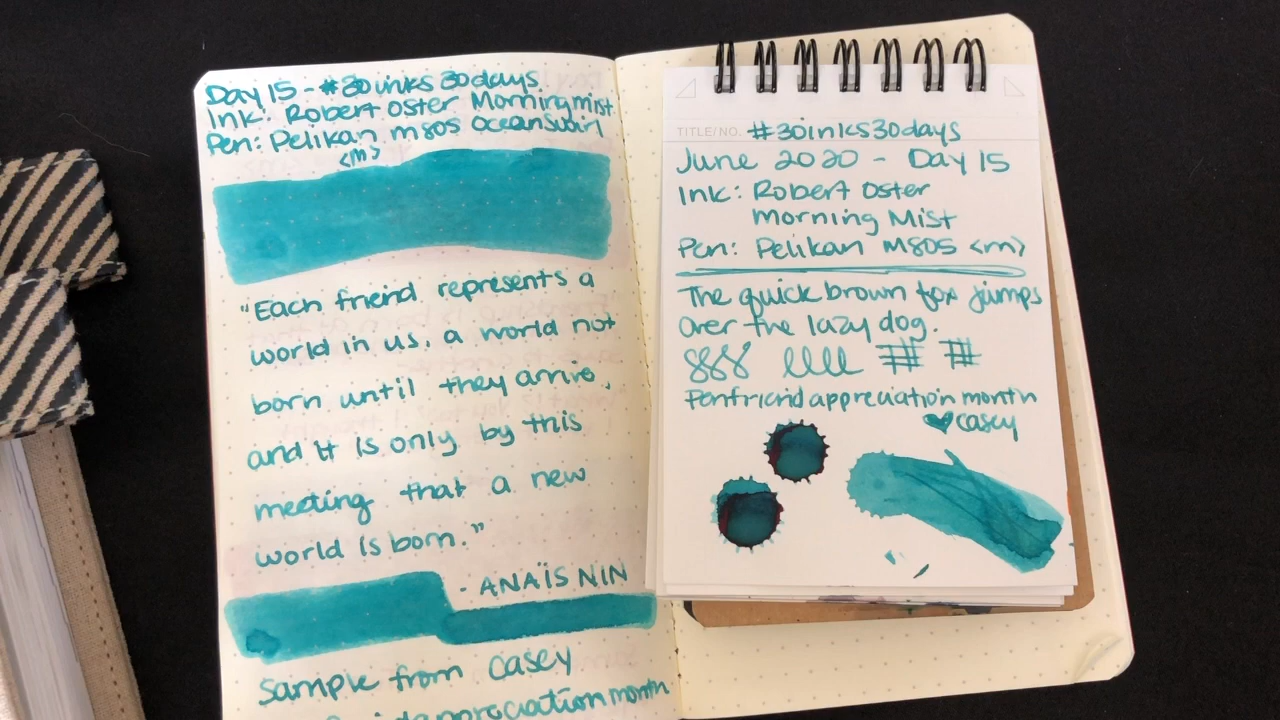 Day 15 - #30inks30days
Ink: Robert Oster Morning mist
Pen: Pelikan m805 Ocean Swirl
<m>
"Each friend represents a
world in us, a world not
born until they arrive,
and it is only by this
meeting that a new
world is born."
- ANAÏS NIN
Sample from Casey
appreciation month
TITLE/NO. #30inks30days
June 2020 - Day 15
Ink: Robert Oster
Morning Mist
Pen: Pelikan M805 <m>
The quick brown fox jumps
over the lazy dog.
Penfriend appreciation month
♥ casey